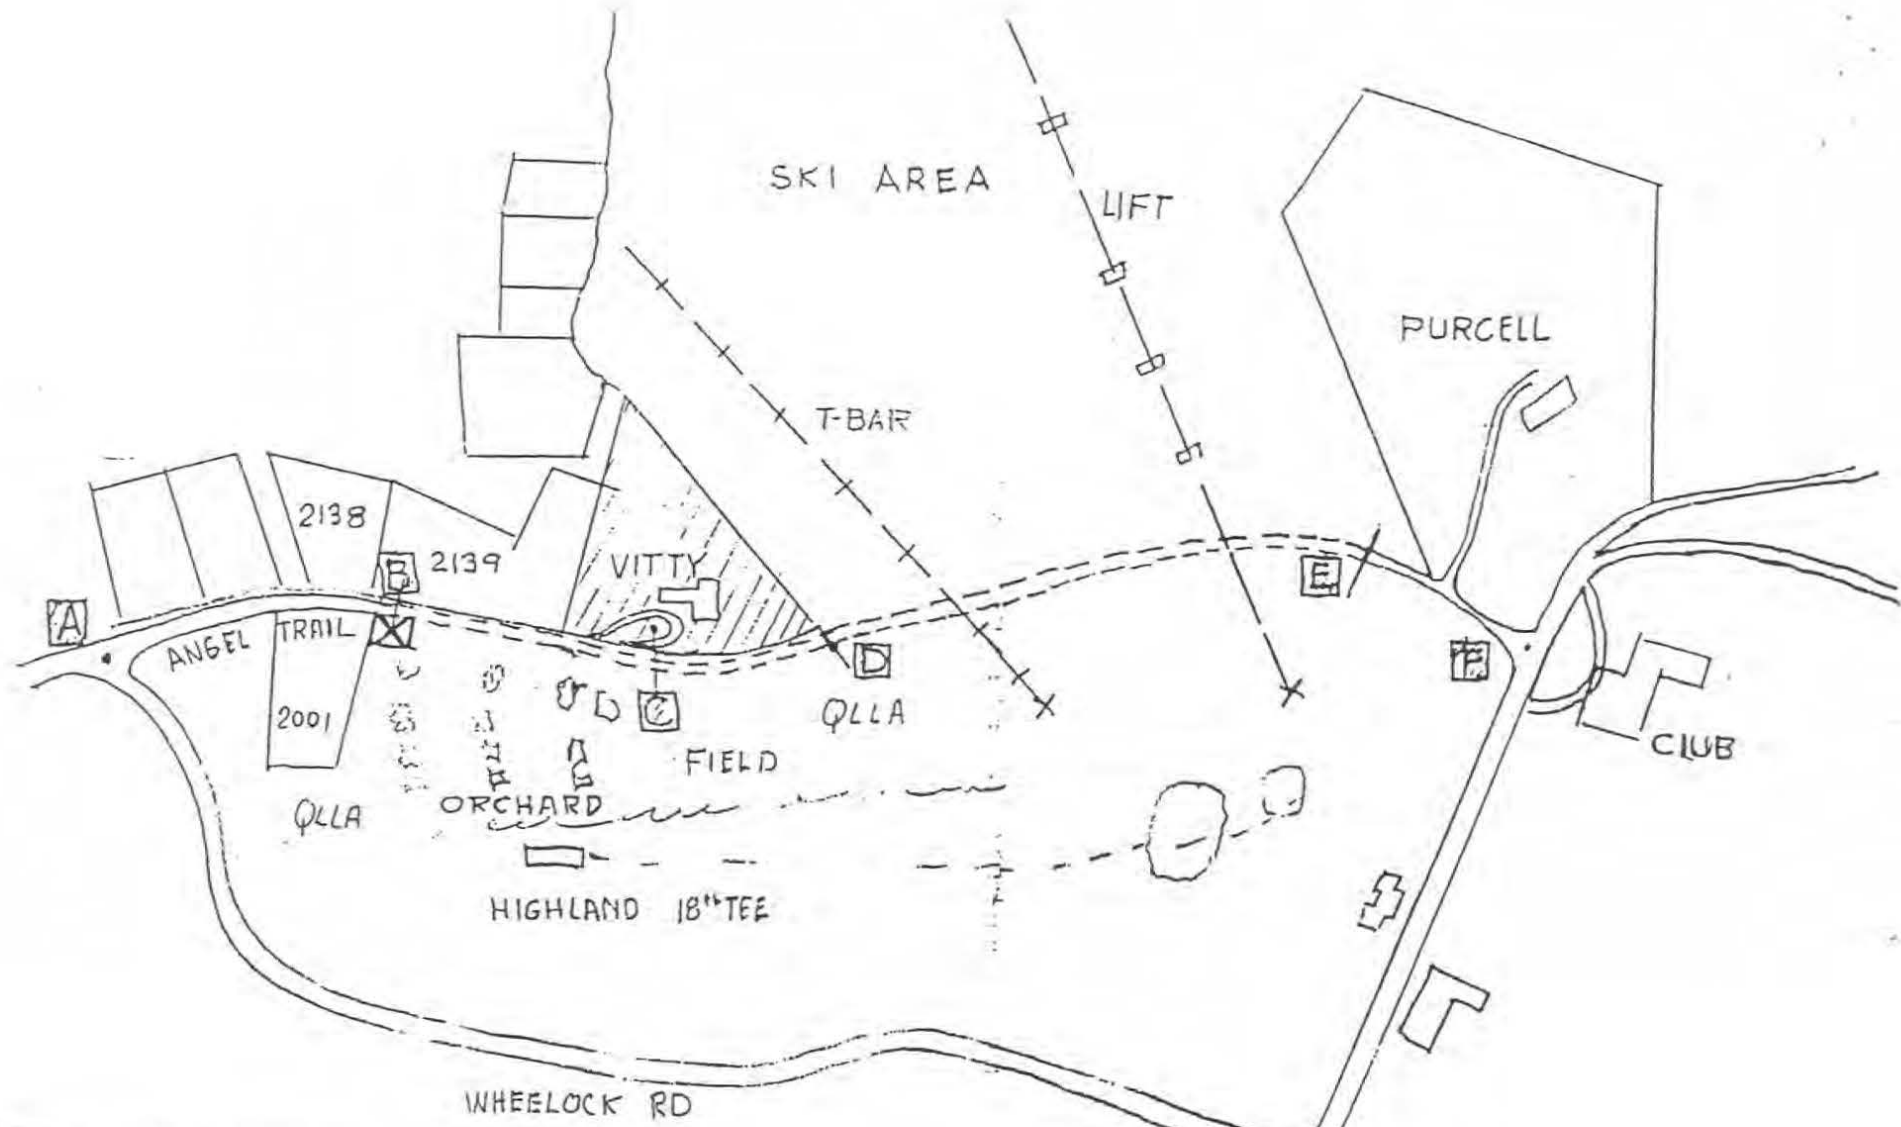 SKI AREA
LIFT
PURCELL
T-BAR
2138
B
2139
VITTY
E
A
ANGEL TRAIL
D
F
2001
C
QLLA
CLUB
FIELD
ORCHARD
QLLA
HIGHLAND 18th TEE
WHEELOCK RD